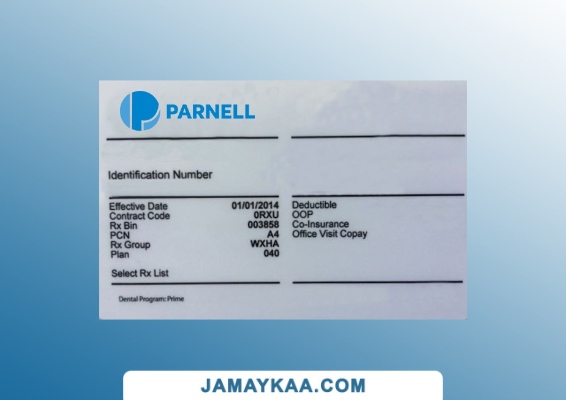 PARNELL
Identification Number
Effective Date 01/01/2014
Contract Code 0RXU
Rx Bin 003858
PCN A4
Rx Group WXHA
Plan 040
Deductible
OOP
Co-Insurance
Office Visit Copay
Select Rx List
Dental Program: Prime
JAMAYKAA.COM